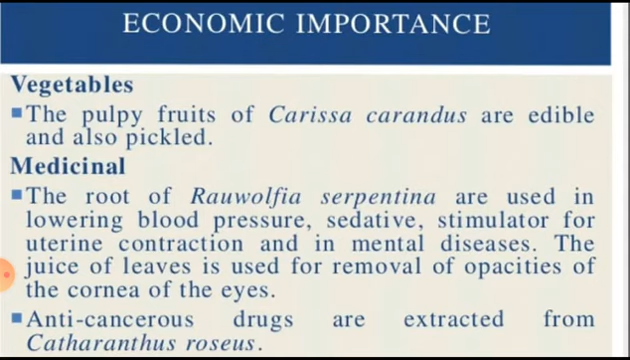 ECONOMIC IMPORTANCE
Vegetables
▪The pulpy fruits of Carissa carandus are edible
and also pickled.
Medicinal
▪The root of Rauwolfia serpentina are used in
lowering blood pressure, sedative, stimulator for
uterine contraction and in mental diseases. The
juice of leaves is used for removal of opacities of
the cornea of the eyes.
▪Anti-cancerous drugs are extracted from
Catharanthus roseus.